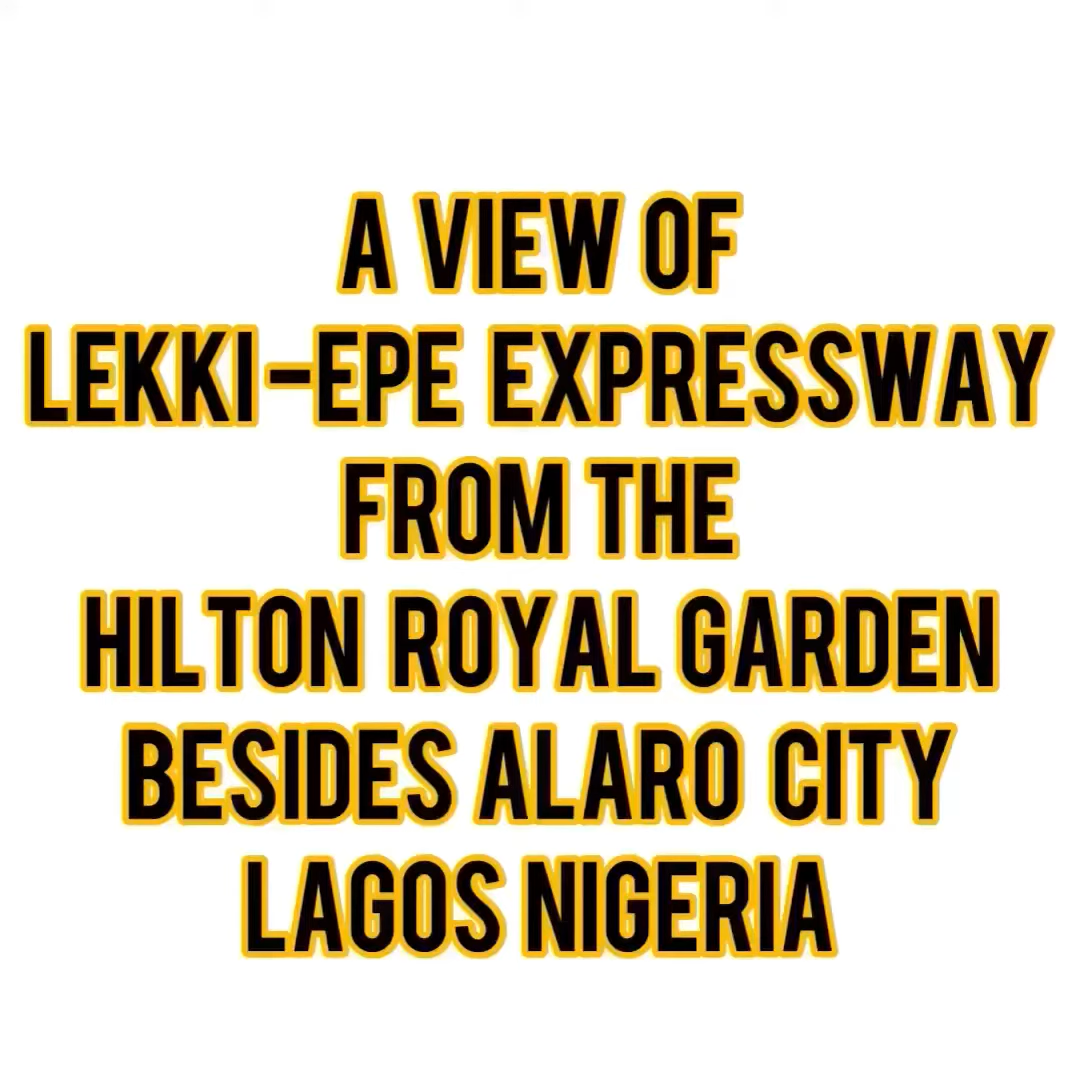 A VIEW OF
LEKKI-EPE EXPRESSWAY
FROM THE
HILTON ROYAL GARDEN
BESIDES ALARO CITY
LAGOS NIGERIA